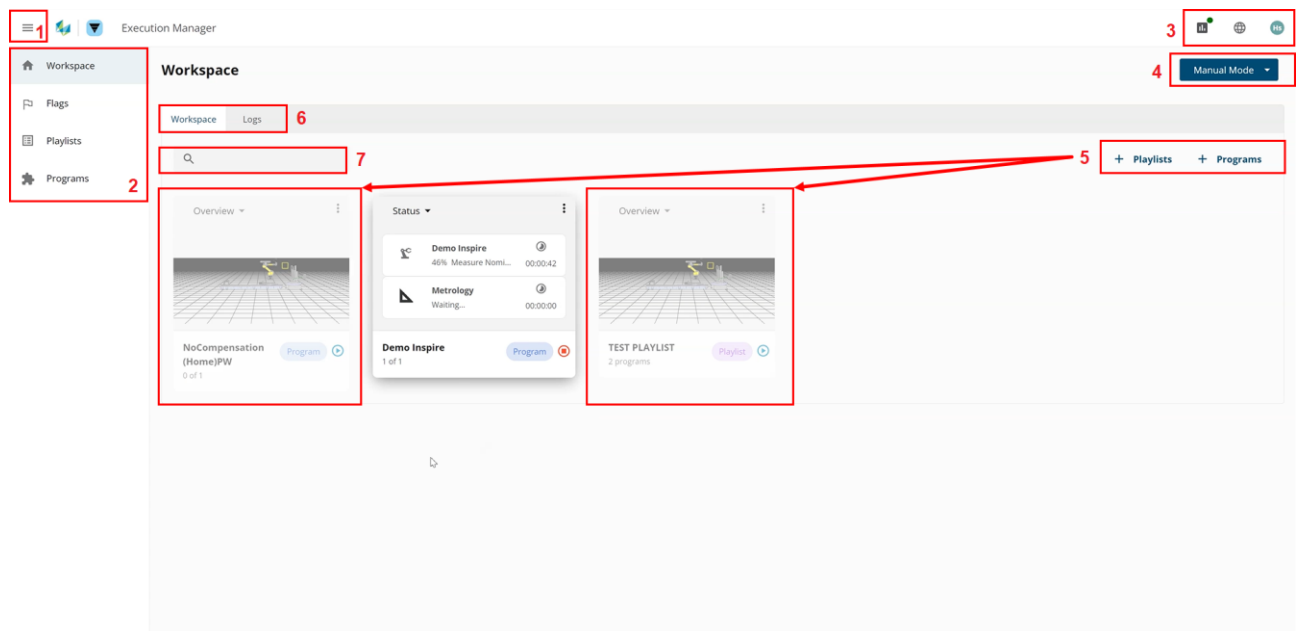 1
Execution Manager
3
Hs
Workspace
Flags
Playlists
Programs
2
Workspace
4
Manual Mode
Workspace Logs
6
7
5
+ Playlists + Programs
Overview
NoCompensation
(Home)PW
0 of 1
Program
Status
Demo Inspire
46% Measure Nomi...
00:00:42
Metrology
Waiting...
00:00:00
Demo Inspire
1 of 1
Program
Overview
TEST PLAYLIST
2 programs
Playlist